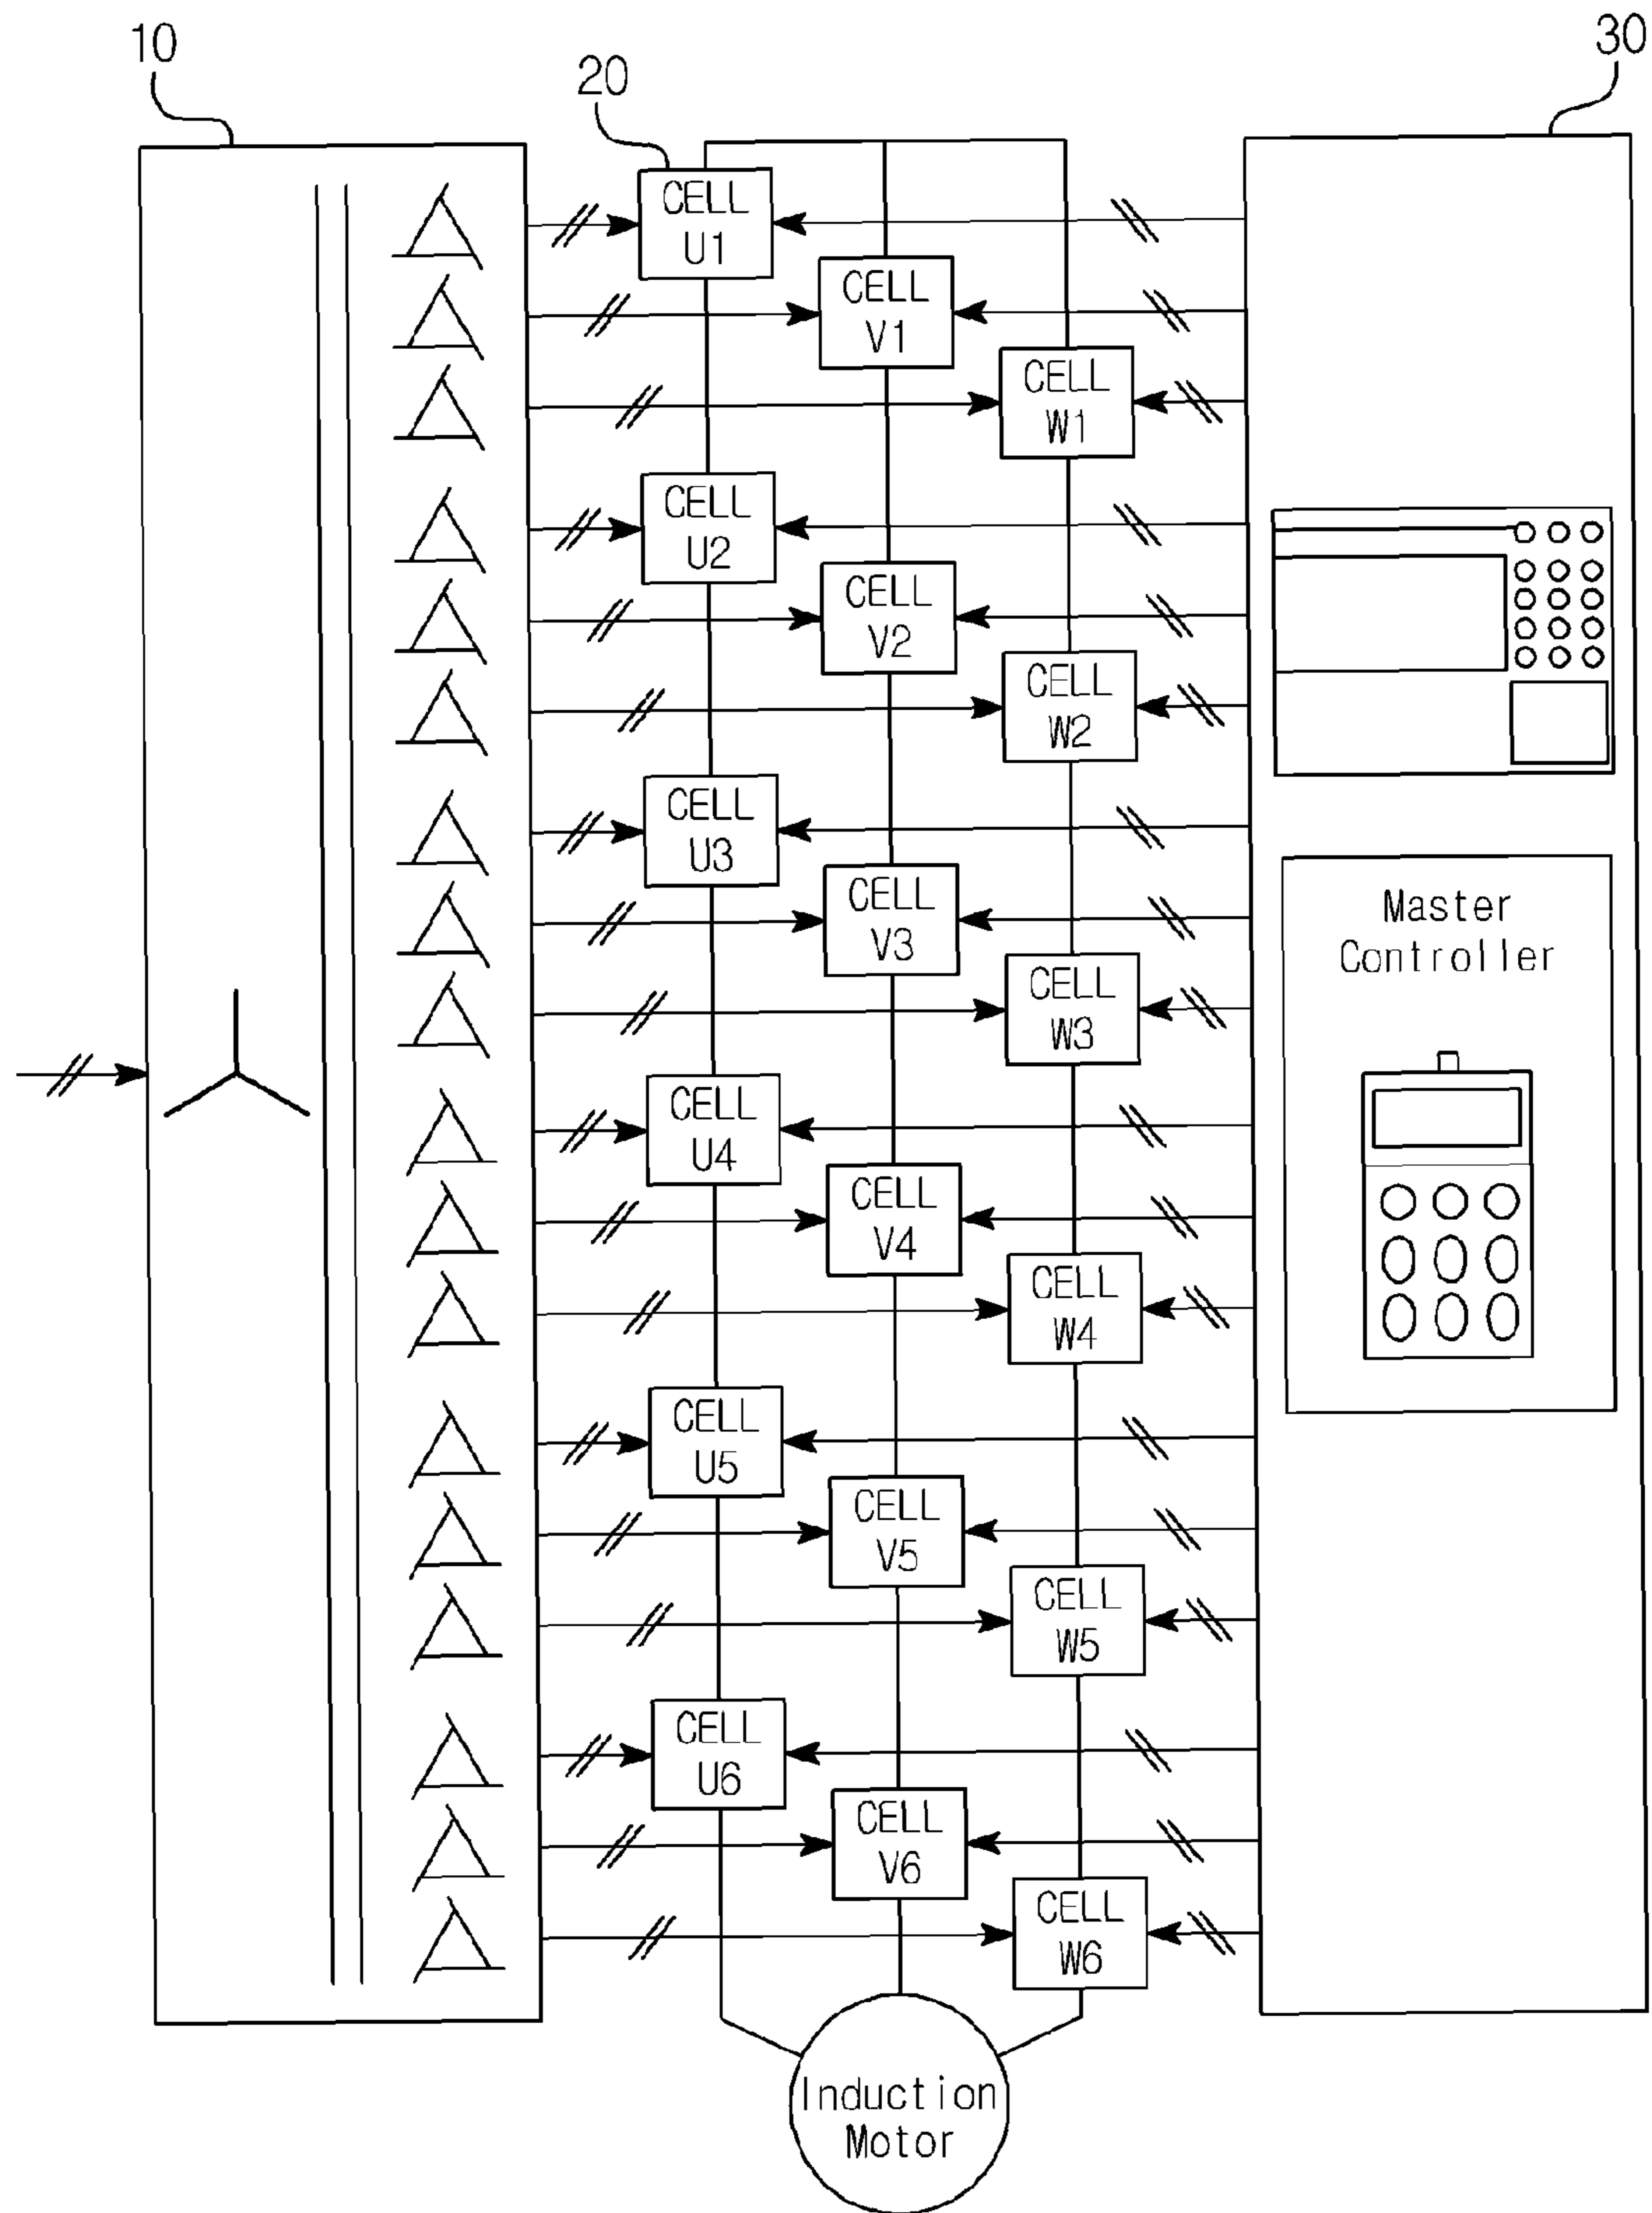 10
20
30
CELL
U1
CELL
V1
CELL
W1
CELL
U2
CELL
V2
CELL
W2
CELL
U3
CELL
V3
CELL
W3
CELL
U4
CELL
V4
CELL
W4
CELL
U5
CELL
V5
CELL
W5
CELL
U6
CELL
V6
CELL
W6
Master
Controller
Induction
Motor